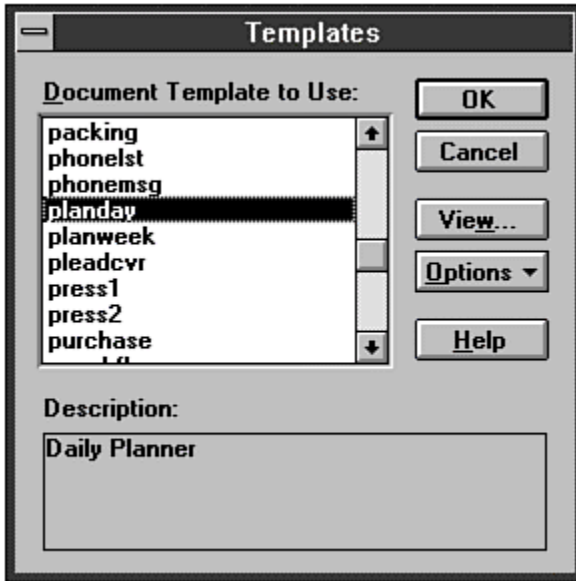 Templates
Document Template to Use:
packing
phonelst
phonemsg
planday
planweek
pleadcvr
press1
press2
purchase
OK
Cancel
View...
Options
Help
Description:
Daily Planner